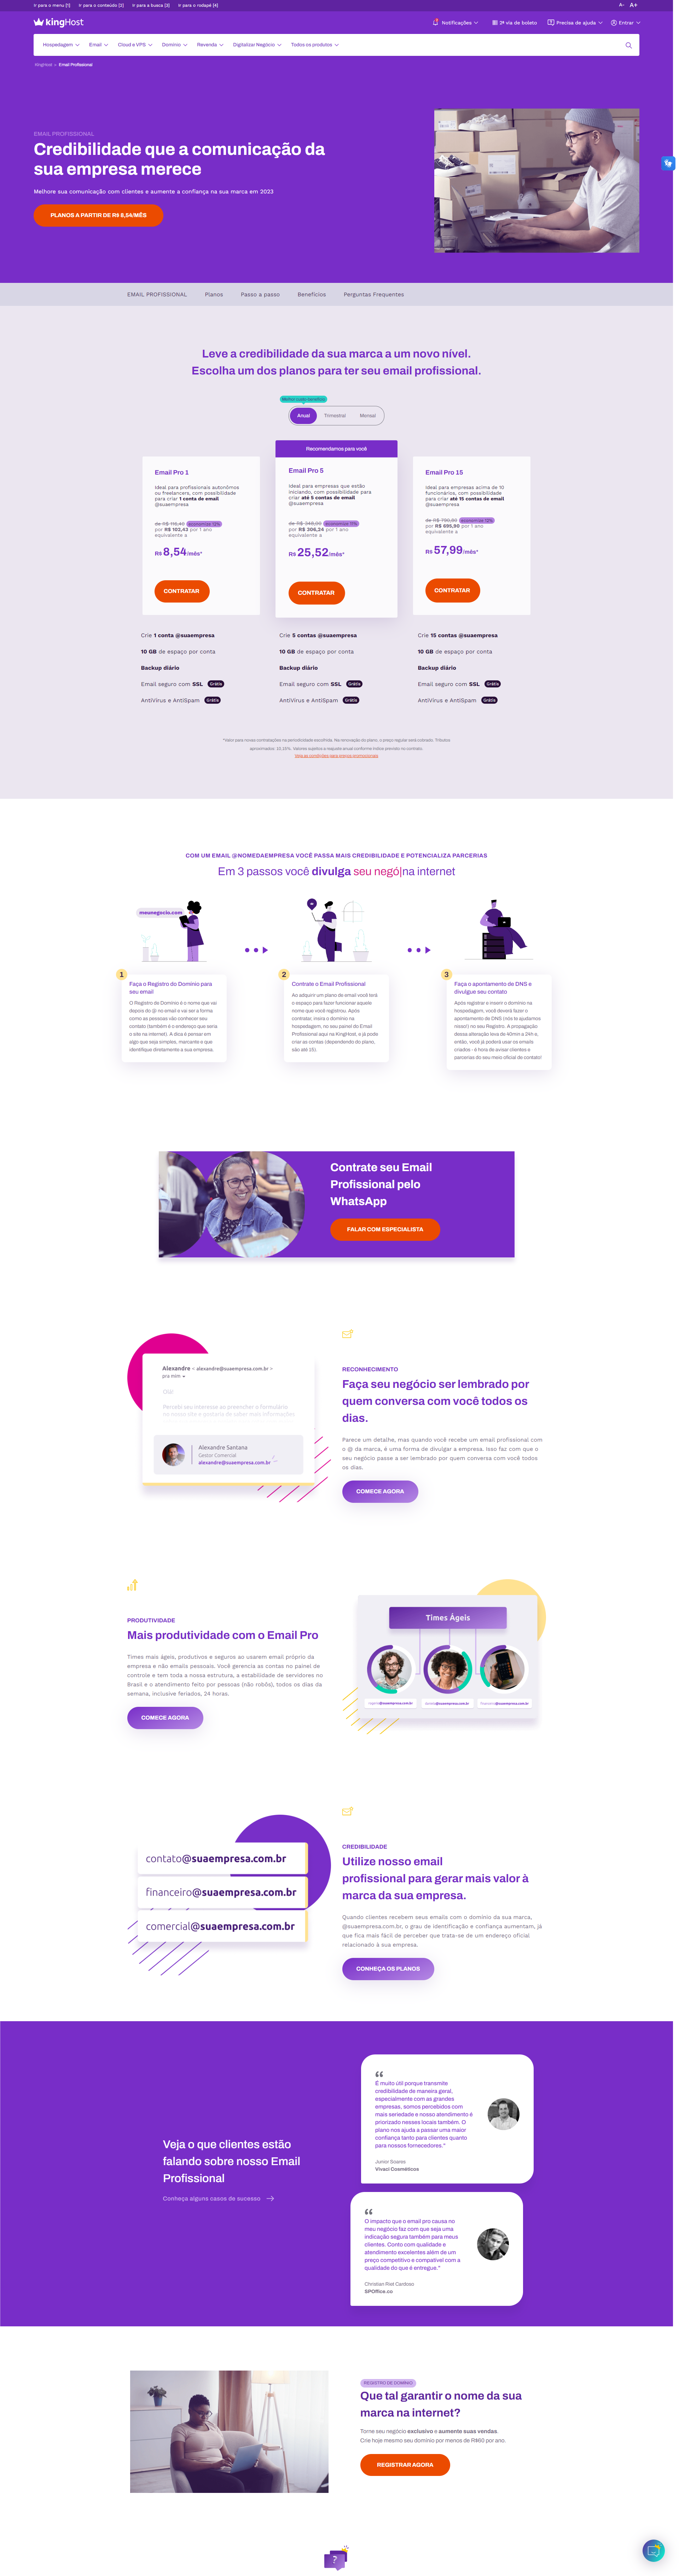 Ir para o menu [1] Ir para o conteúdo [2] Ir para a busca [3] Ir para o rodapé [4] A- A+
kingHost Notificações 2ª via de boleto Precisa de ajuda Entrar
Hospedagem Email Cloud e VPS Domínio Revenda Digitalizar Negócio Todos os produtos
KingHost > Email Profissional
EMAIL PROFISSIONAL
Credibilidade que a comunicação da
sua empresa merece
Melhore sua comunicação com clientes e aumente a confiança na sua marca em 2023
PLANOS A PARTIR DE R$ 8,54/MÊS
EMAIL PROFISSIONAL Planos Passo a passo Benefícios Perguntas Frequentes
Leve a credibilidade da sua marca a um novo nível.
Escolha um dos planos para ter seu email profissional.
Melhor custo benefício
Anual Trimestral Mensal
Recomendamos para você
Email Pro 1
Ideal para profissionais autônomos
ou freelancers, com possibilidade
para criar 1 conta de email
@suaempresa
de R$ 116,40 economize 12%
por R$ 102,43 por 1 ano
equivalente a
R$ 8,54/mês*
CONTRATAR
Email Pro 5
Ideal para empresas que estão
iniciando, com possibilidade para
criar até 5 contas de email
@suaempresa
por R$ 306,24 por 1 ano
equivalente a
R$ 25,52/mês*
CONTRATAR
Email Pro 15
Ideal para empresas acima de 10
funcionários, com possibilidade
para criar até 15 contas de email
@suaempresa
por R$ 695,90 por 1 ano
equivalente a
R$ 57,99/mês*
CONTRATAR
Crie 1 conta @suaempresa
10 GB de espaço por conta
Backup diário
Email seguro com SSL Grátis
AntiVírus e AntiSpam Grátis
Crie 5 contas @suaempresa
10 GB de espaço por conta
Backup diário
Email seguro com SSL Grátis
AntiVírus e AntiSpam Grátis
Crie 15 contas @suaempresa
10 GB de espaço por conta
Backup diário
Email seguro com SSL Grátis
AntiVírus e AntiSpam Grátis
*Valor para novas contratações na periodicidade escolhida. Na renovação do plano, o preço regular será cobrado. Tributos
aproximados: 10,15%. Valores sujeitos a reajuste anual conforme índice previsto no contrato.
Veja as condições para preços promocionais
COM UM EMAIL @NOMEDAEMPRESA VOCÊ PASSA MAIS CREDIBILIDADE E POTENCIALIZA PARCERIAS
Em 3 passos você divulga seu negó|na internet
meunegocio.com
1
Faça o Registro do Domínio para
seu email
O Registro de Domínio é o nome que vai
depois do @ no email e vai ser a forma
como as pessoas vão conhecer seu
contato (também é o endereço que seria
o site na internet). A dica é pensar em
algo que seja simples, marcante e que
identifique diretamente a sua empresa.
2
Contrate o Email Profissional
Ao adquirir um plano de email você terá
o espaço para fazer funcionar aquele
nome que você registrou. Após
contratar, insira o domínio na
hospedagem, no seu painel do Email
Profissional aqui na KingHost, e já pode
criar as contas (dependendo do plano,
são até 15).
3
Faça o apontamento de DNS e
divulgue seu contato
Após registrar e inserir o domínio na
hospedagem, você deverá fazer o
apontamento da DNS (nós te ajudamos
nisso!) no seu Registro. A propagação
dessa alteração leva de 40min a 24h e,
então, você já poderá usar os emails
criados - é hora de avisar clientes e
parcerias do seu meio oficial de contato!
Contrate seu Email
Profissional pelo
WhatsApp
FALAR COM ESPECIALISTA
Alexandre < alexandre@suaempresa.com.br >
pra mim
Olá!
Percebi seu interesse ao preencher o formulário
no nosso site e gostaria de saber mais informações
Alexandre Santana
Gestor Comercial
alexandre@suaempresa.com.br
RECONHECIMENTO
Faça seu negócio ser lembrado por
quem conversa com você todos os
dias.
Parece um detalhe, mas quando você recebe um email profissional com
o @ da marca, é uma forma de divulgar a empresa. Isso faz com que o
seu negócio passe a ser lembrado por quem conversa com você todos
os dias.
COMECE AGORA
PRODUTIVIDADE
Mais produtividade com o Email Pro
Times mais ágeis, produtivos e seguros ao usarem email próprio da
empresa e não emails pessoais. Você gerencia as contas no painel de
controle e tem toda a nossa estrutura, a estabilidade de servidores no
Brasil e o atendimento feito por pessoas (não robôs), todos os dias da
semana, inclusive feriados, 24 horas.
COMECE AGORA
Times Ágeis
@suaempresa.com.br @suaempresa.com.br financeiro@suaempresa.com.br
contato@suaempresa.com.br
financeiro@suaempresa.com.br
comercial@suaempresa.com.br
CREDIBILIDADE
Utilize nosso email
profissional para gerar mais valor à
marca da sua empresa.
Quando clientes recebem seus emails com o domínio da sua marca,
@suaempresa.com.br, o grau de identificação e confiança aumentam, já
que fica mais fácil de perceber que trata-se de um endereço oficial
relacionado à sua empresa.
CONHEÇA OS PLANOS
Veja o que clientes estão
falando sobre nosso Email
Profissional
Conheça alguns casos de sucesso
É muito útil porque transmite
credibilidade de maneira geral,
especialmente com as grandes
empresas, somos percebidos com
mais seriedade e nosso atendimento é
priorizado nesses locais também. O
plano nos ajuda a passar uma maior
confiança tanto para clientes quanto
para nossos fornecedores."
Junior Soares
Vivaci Cosméticos
O impacto que o email pro causa no
meu negócio faz com que seja uma
indicação segura também para meus
clientes. Conto com qualidade e
atendimento excelentes além de um
preço competitivo e compatível com a
qualidade do que é entregue."
Christian Riel Cardoso
SPOffice.co
REGISTRO DE DOMÍNIO
Que tal garantir o nome da sua
marca na internet?
Torne seu negócio exclusivo e aumente suas vendas.
Crie hoje mesmo seu domínio por menos de R$60 por ano.
REGISTRAR AGORA
?